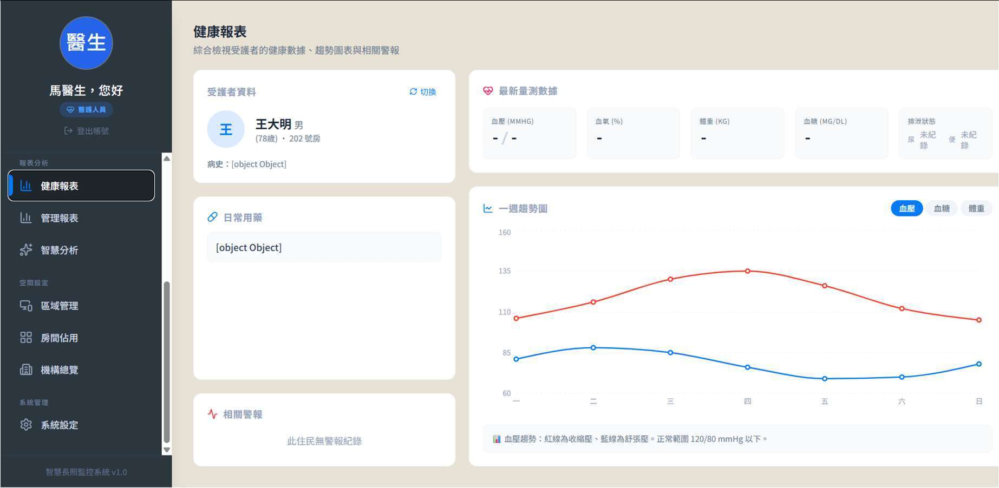 醫生
馬醫生，您好
醫護人員
登出帳號
報表分析
健康報表
管理報表
智慧分析
空間設定
區域管理
房間佔用
機構總覽
系統管理
系統設定
智慧長照監控系統 v1.0
健康報表
綜合檢視受護者的健康數據、趨勢圖表與相關警報
受護者資料
切換
王
王大明 男
(78歲) • 202 號房
病史：[object Object]
日常用藥
[object Object]
相關警報
此住民無警報紀錄
最新量測數據
血壓 (MMHG)
- / -
血氧 (%)
-
體重 (KG)
-
血糖 (MG/DL)
-
排泄狀態
尿 未紀錄
便 未紀錄
一週趨勢圖
血壓 血糖 體重
160
135
110
85
60
一 二 三 四 五 六 日
血壓趨勢：紅線為收縮壓、藍線為舒張壓。正常範圍 120/80 mmHg 以下。